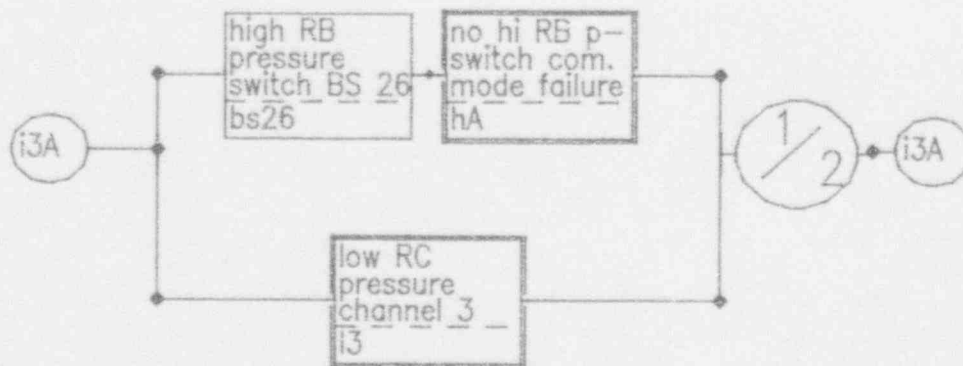 high RB
pressure
switch BS 26
bs26
no hi RB p-
switch com.
mode failure
hA
i3A
1/2
i3A
low RC
pressure
channel 3
i3